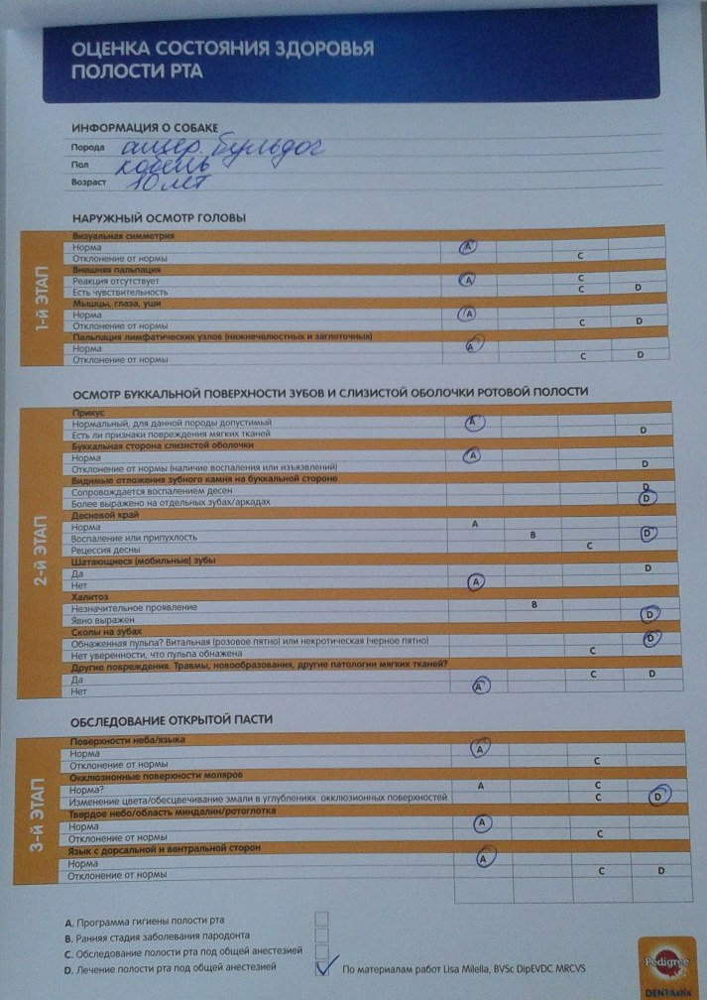 ОЦЕНКА СОСТОЯНИЯ ЗДОРОВЬЯ
ПОЛОСТИ РТА
ИНФОРМАЦИЯ О СОБАКЕ
Порода амер. бульдог
Пол кобель
Возраст 10 лет
НАРУЖНЫЙ ОСМОТР ГОЛОВЫ
1-й ЭТАП
Визуальная симметрия
Норма A
Отклонение от нормы C
Внешняя пальпация C
Реакция отсутствует A
Есть чувствительность C D
Мышцы, глаза, уши
Норма A
Отклонение от нормы C D
Пальпация лимфатических узлов (нижнечелюстных и заглоточных)
Норма A
Отклонение от нормы C D
ОСМОТР БУККАЛЬНОЙ ПОВЕРХНОСТИ ЗУБОВ И СЛИЗИСТОЙ ОБОЛОЧКИ РОТОВОЙ ПОЛОСТИ
2-й ЭТАП
Прикус
Нормальный, для данной породы допустимый A
Есть ли признаки повреждения мягких тканей D
Буккальная сторона слизистой оболочки
Норма A
Отклонение от нормы (наличие воспаления или изъязвлений) D
Видимые отложения зубного камня на буккальной стороне
Сопровождается воспалением десен D
Более выражено на отдельных зубах/аркадах D
Десневой край
Норма A
Воспаление или припухлость B D
Рецессия десны C
Шатающиеся (мобильные) зубы
Да D
Нет A
Халитоз
Незначительное проявление B
Явно выражен D
Сколы на зубах
Обнаженная пульпа? Витальная (розовое пятно) или некротическая (черное пятно) D
Нет уверенности, что пульпа обнажена C
Другие повреждения. Травмы, новообразования, другие патологии мягких тканей?
Да C D
Нет A
ОБСЛЕДОВАНИЕ ОТКРЫТОЙ ПАСТИ
3-й ЭТАП
Поверхности неба/языка
Норма A
Отклонение от нормы C
Окклюзионные поверхности моляров
Норма? A C
Изменение цвета/обесцвечивание эмали в углублениях окклюзионных поверхностей C D
Твердое небо/область миндалин/ротоглотка
Норма A
Отклонение от нормы C
Язык с дорсальной и вентральной сторон
Норма A
Отклонение от нормы C D
A. Программа гигиены полости рта
B. Ранняя стадия заболевания пародонта
C. Обследование полости рта под общей анестезией
D. Лечение полости рта под общей анестезией
По материалам работ Lisa Milella, BVSc DipEVDC MRCVS
Pedigree